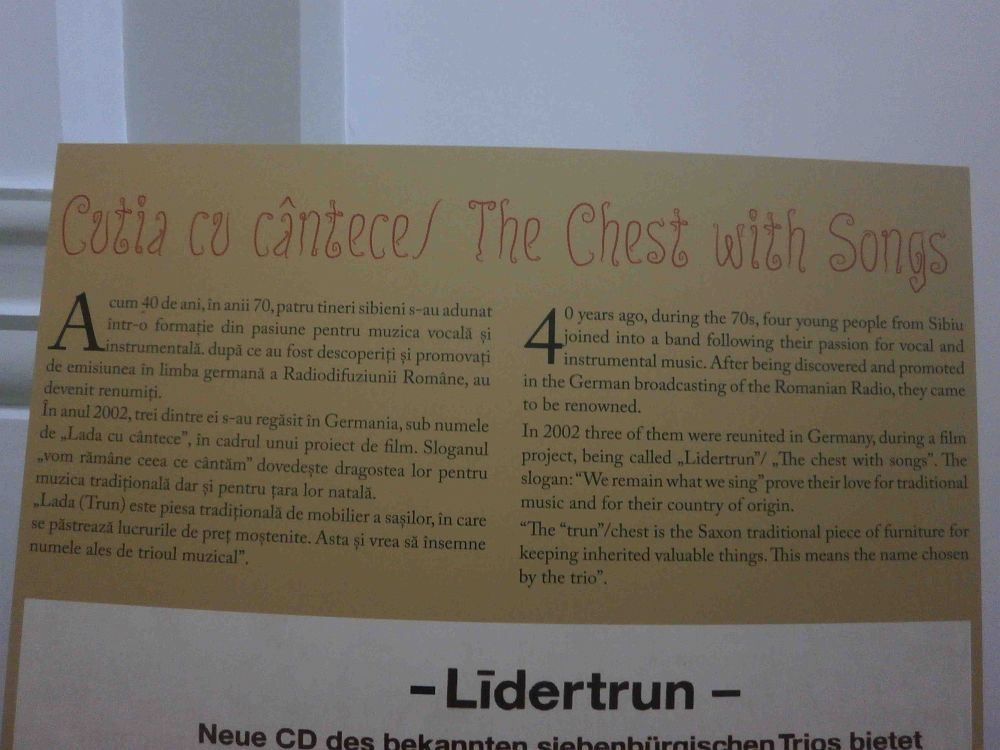 Cutia cu cântece/ The Chest with Songs
Acum 40 de ani, în anii 70, patru tineri sibieni s-au adunat
într-o formație din pasiune pentru muzica vocală și
instrumentală. după ce au fost descoperiți și promovați
de emisiunea în limba germană a Radiodifuziunii Române, au
devenit renumiți.
În anul 2002, trei dintre ei s-au regăsit în Germania, sub numele
de „Lada cu cântece”, în cadrul unui proiect de film. Sloganul
„vom rămâne ceea ce cântăm” dovedește dragostea lor pentru
muzica tradițională dar și pentru țara lor natală.
„Lada (Trun) este piesa tradițională de mobilier a sașilor, în care
se păstrează lucrurile de preț moștenite. Asta și vrea să însemne
numele ales de trioul muzical”.
40 years ago, during the 70s, four young people from Sibiu
joined into a band following their passion for vocal and
instrumental music. After being discovered and promoted
in the German broadcasting of the Romanian Radio, they came
to be renowned.
In 2002 three of them were reunited in Germany, during a film
project, being called „Lidertrun”/ „The chest with songs”. The
slogan: “We remain what we sing” prove their love for traditional
music and for their country of origin.
“The “trun”/chest is the Saxon traditional piece of furniture for
keeping inherited valuable things. This means the name chosen
by the trio”.
– Līdertrun –
Neue CD des bekannten siebenbürgischen Trios bietet